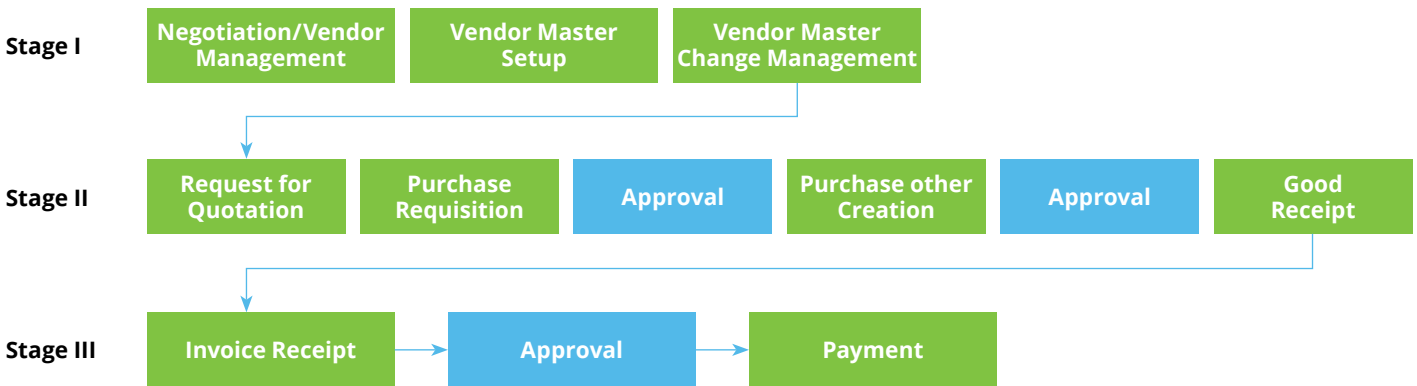 Stage I
Negotiation/Vendor
Management
Vendor Master
Setup
Vendor Master
Change Management
Stage II
Request for
Quotation
Purchase
Requisition
Approval
Purchase other
Creation
Approval
Good
Receipt
Stage III
Invoice Receipt
Approval
Payment